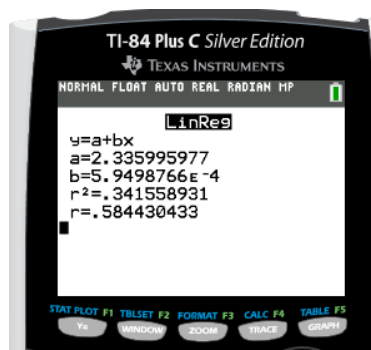 TI-84 Plus C Silver Edition
TEXAS INSTRUMENTS
NORMAL FLOAT AUTO REAL RADIAN MP
LinReg
y=a+bx
a=2.335995977
b=5.9498766ᴇ-4
r²=.341558931
r=.584430433
STAT PLOT F1 TBLSET F2 FORMAT F3 CALC F4 TABLE F5
Y= WINDOW ZOOM TRACE GRAPH